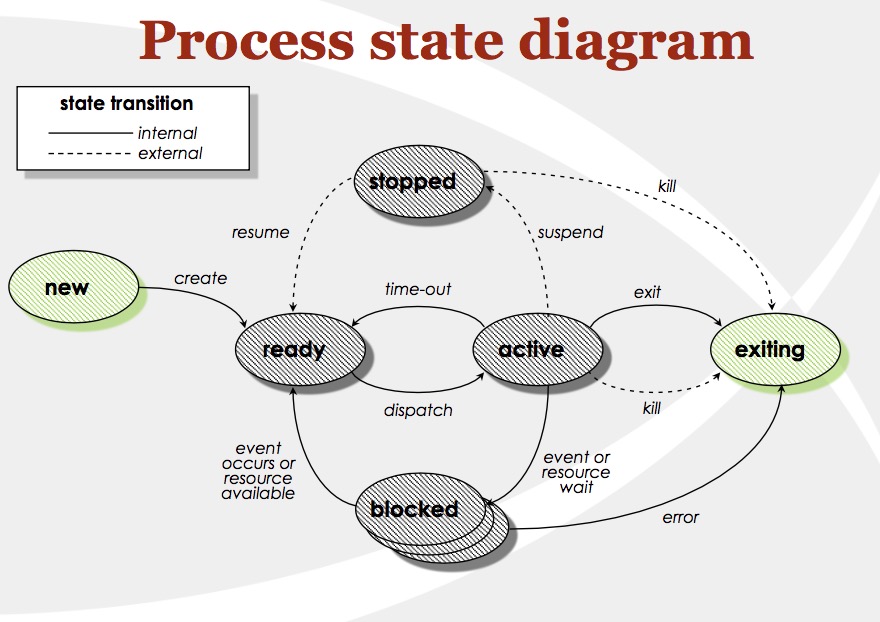 Process state diagram
state transition
internal
external
stopped
kill
resume
suspend
new
create
time-out
exit
ready
active
exiting
dispatch
kill
event
occurs or
resource
available
event or
resource
wait
blocked
error